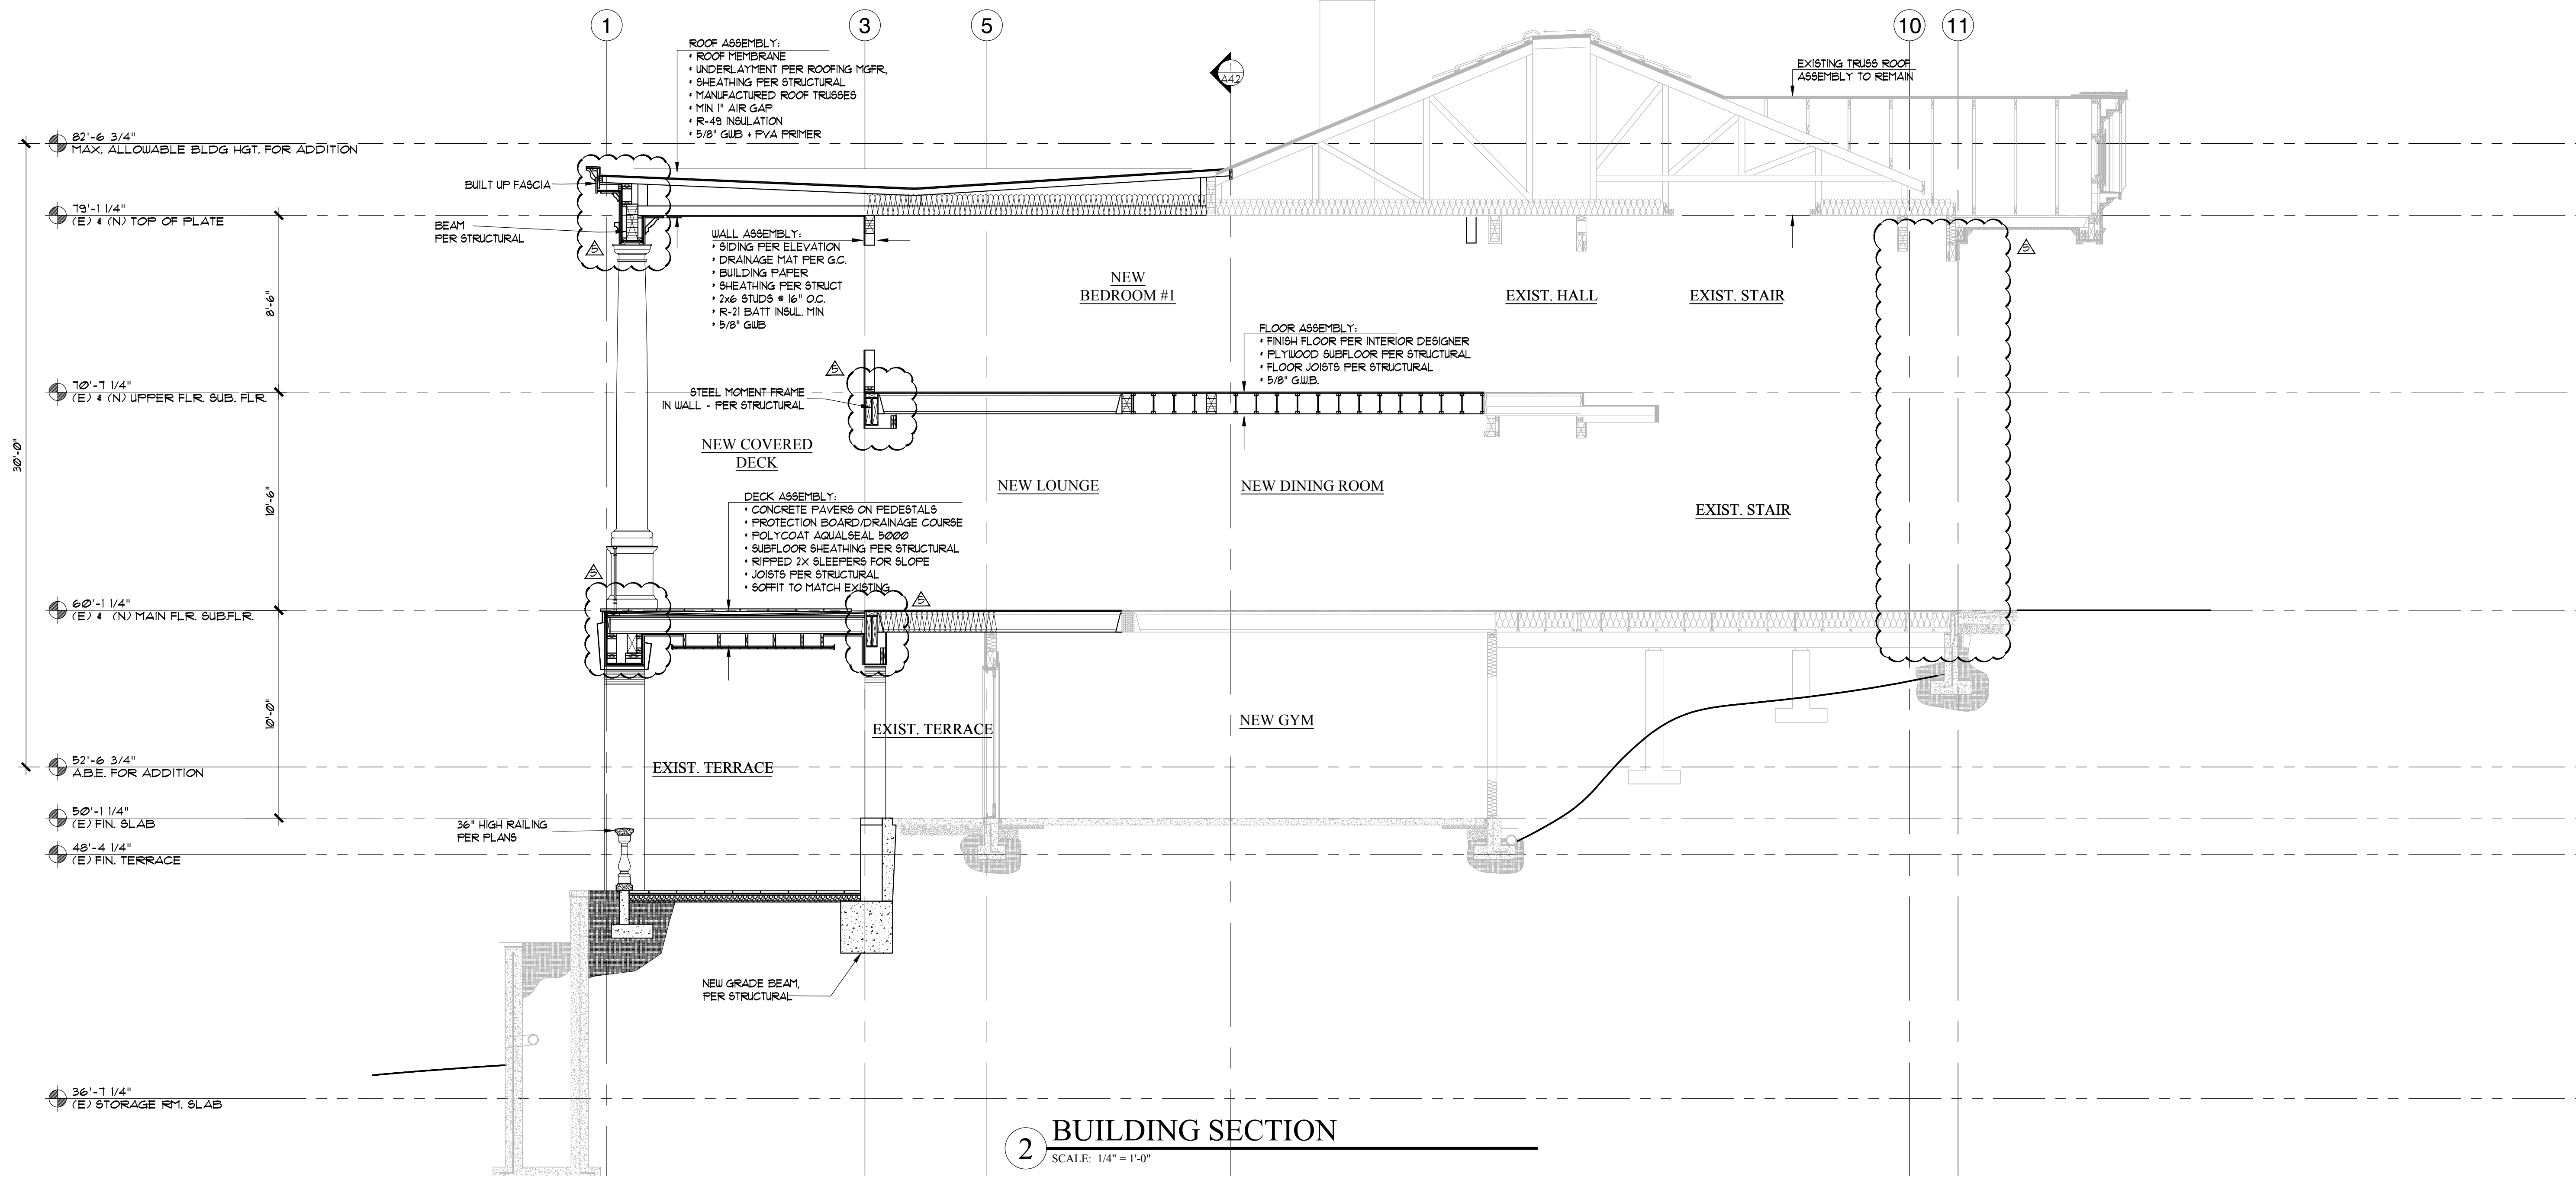 1
3
5
10
11
1
A4.2
ROOF ASSEMBLY:
• ROOF MEMBRANE
• UNDERLAYMENT PER ROOFING MGFR,
• SHEATHING PER STRUCTURAL
• MANUFACTURED ROOF TRUSSES
• MIN 1" AIR GAP
• R-49 INSULATION
• 5/8" GWB + PVA PRIMER
EXISTING TRUSS ROOF
ASSEMBLY TO REMAIN
82'-6 3/4"
MAX. ALLOWABLE BLDG HGT. FOR ADDITION
BUILT UP FASCIA
79'-1 1/4"
(E) & (N) TOP OF PLATE
BEAM
PER STRUCTURAL
5
5
WALL ASSEMBLY:
• SIDING PER ELEVATION
• DRAINAGE MAT PER G.C.
• BUILDING PAPER
• SHEATHING PER STRUCT
• 2x6 STUDS @ 16" O.C.
• R-21 BATT INSUL. MIN
• 5/8" GWB
NEW
BEDROOM #1
EXIST. HALL
EXIST. STAIR
8'-6"
FLOOR ASSEMBLY:
• FINISH FLOOR PER INTERIOR DESIGNER
• PLYWOOD SUBFLOOR PER STRUCTURAL
• FLOOR JOISTS PER STRUCTURAL
• 5/8" G.W.B.
5
70'-7 1/4"
(E) & (N) UPPER FLR. SUB. FLR.
STEEL MOMENT FRAME
IN WALL - PER STRUCTURAL
30'-0"
NEW COVERED
DECK
10'-6"
NEW LOUNGE
NEW DINING ROOM
EXIST. STAIR
DECK ASSEMBLY:
• CONCRETE PAVERS ON PEDESTALS
• PROTECTION BOARD/DRAINAGE COURSE
• POLYCOAT AQUALSEAL 5000
• SUBFLOOR SHEATHING PER STRUCTURAL
• RIPPED 2X SLEEPERS FOR SLOPE
• JOISTS PER STRUCTURAL
• SOFFIT TO MATCH EXISTING
5
5
60'-1 1/4"
(E) & (N) MAIN FLR. SUB.FLR.
10'-0"
EXIST. TERRACE
NEW GYM
EXIST. TERRACE
52'-6 3/4"
A.B.E. FOR ADDITION
50'-1 1/4"
(E) FIN. SLAB
36" HIGH RAILING
PER PLANS
48'-4 1/4"
(E) FIN. TERRACE
NEW GRADE BEAM,
PER STRUCTURAL
36'-7 1/4"
(E) STORAGE RM. SLAB
2
BUILDING SECTION
SCALE: 1/4" = 1'-0"